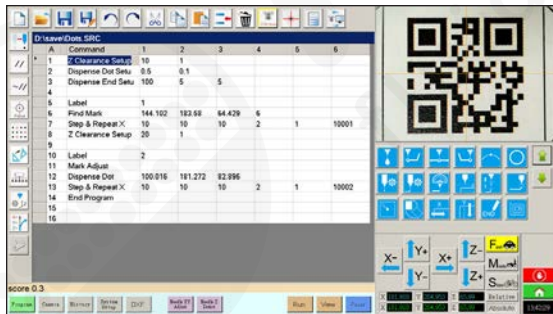 D:\save\Dots.SRC
A Command 1 2 3 4 5 6
1 Z Clearance Setup 10 1
2 Dispense Dot Setu 0.5 0.1
3 Dispense End Setu 100 5 5
4
5 Label 1
6 Find Mark 144.102 183.68 64.429 6
7 Step & Repeat X 10 10 10 2 1 10001
8 Z Clearance Setup 20 1
9
10 Label 2
11 Mark Adjust
12 Dispense Dot 100.016 181.272 82.896
13 Step & Repeat X 10 10 10 2 1 10002
14 End Program
15
16
X- Y+ X+ Z- F
Y- Z+ M
S
score 0.3
Program Camera DXF Run View
Relative
Absolute